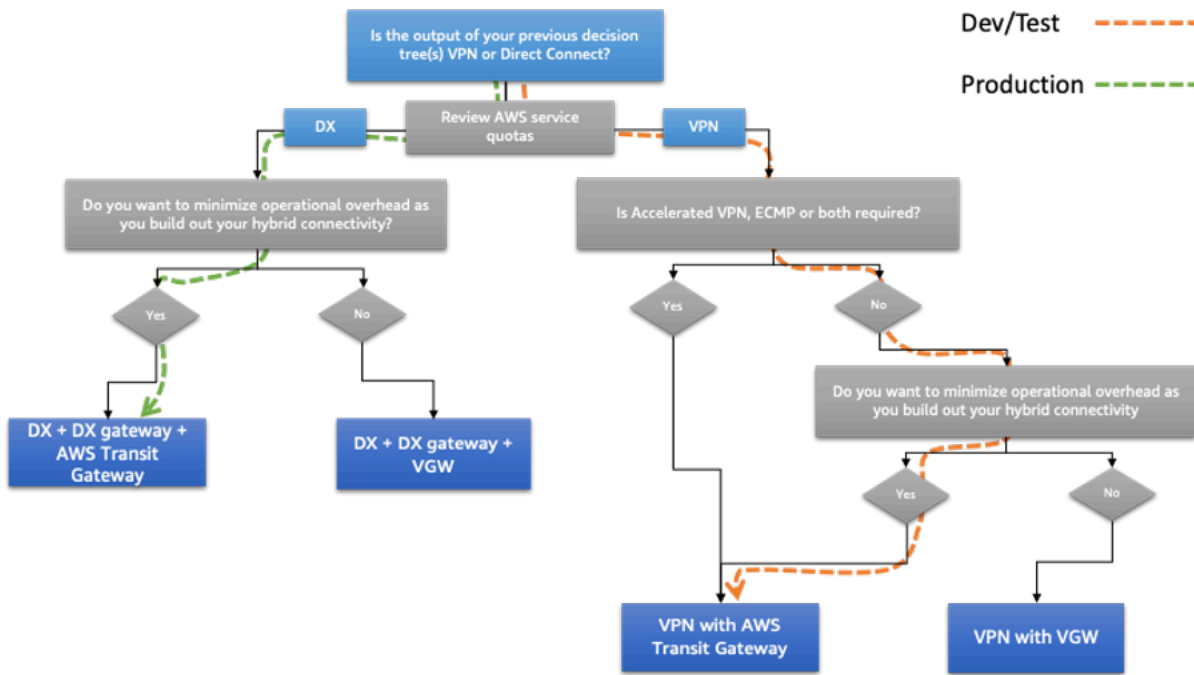 Is the output of your previous decision
tree(s) VPN or Direct Connect?
Dev/Test
Production
Review AWS service
quotas
DX
VPN
Do you want to minimize operational overhead as
you build out your hybrid connectivity?
Is Accelerated VPN, ECMP or both required?
Yes
No
Yes
No
Do you want to minimize operational overhead as
you build out your hybrid connectivity
DX + DX gateway +
AWS Transit
Gateway
DX + DX gateway +
VGW
Yes
No
VPN with AWS
Transit Gateway
VPN with VGW